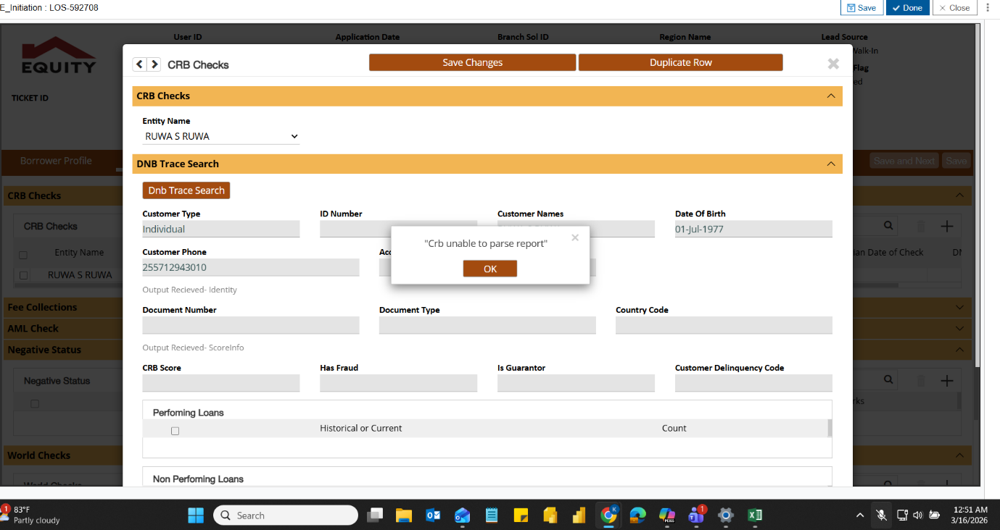 E_Initiation : LOS-592708
Save
Done
Close
User ID
Application Date
Branch Sol ID
Region Name
Lead Source
EQUITY
Walk-In
Flag
ed
TICKET ID
CRB Checks
Save Changes
Duplicate Row
CRB Checks
Entity Name
RUWA S RUWA
Borrower Profile
DNB Trace Search
Save and Next
Save
Dnb Trace Search
CRB Checks
Customer Type
ID Number
Customer Names
Date Of Birth
Individual
01-Jul-1977
CRB Checks
"Crb unable to parse report"
OK
Entity Name
Customer Phone
Acc
ian Date of Check
255712943010
RUWA S RUWA
Output Recieved- Identity
Fee Collections
Document Number
Document Type
Country Code
AML Check
Output Recieved- ScoreInfo
Negative Status
CRB Score
Has Fraud
Is Guarantor
Customer Delinquency Code
Negative Status
rks
Perfoming Loans
Historical or Current
Count
World Checks
Non Perfoming Loans
World Checks
1
83°F
Partly cloudy
Search
K
M365
1
12:51 AM
3/16/2026